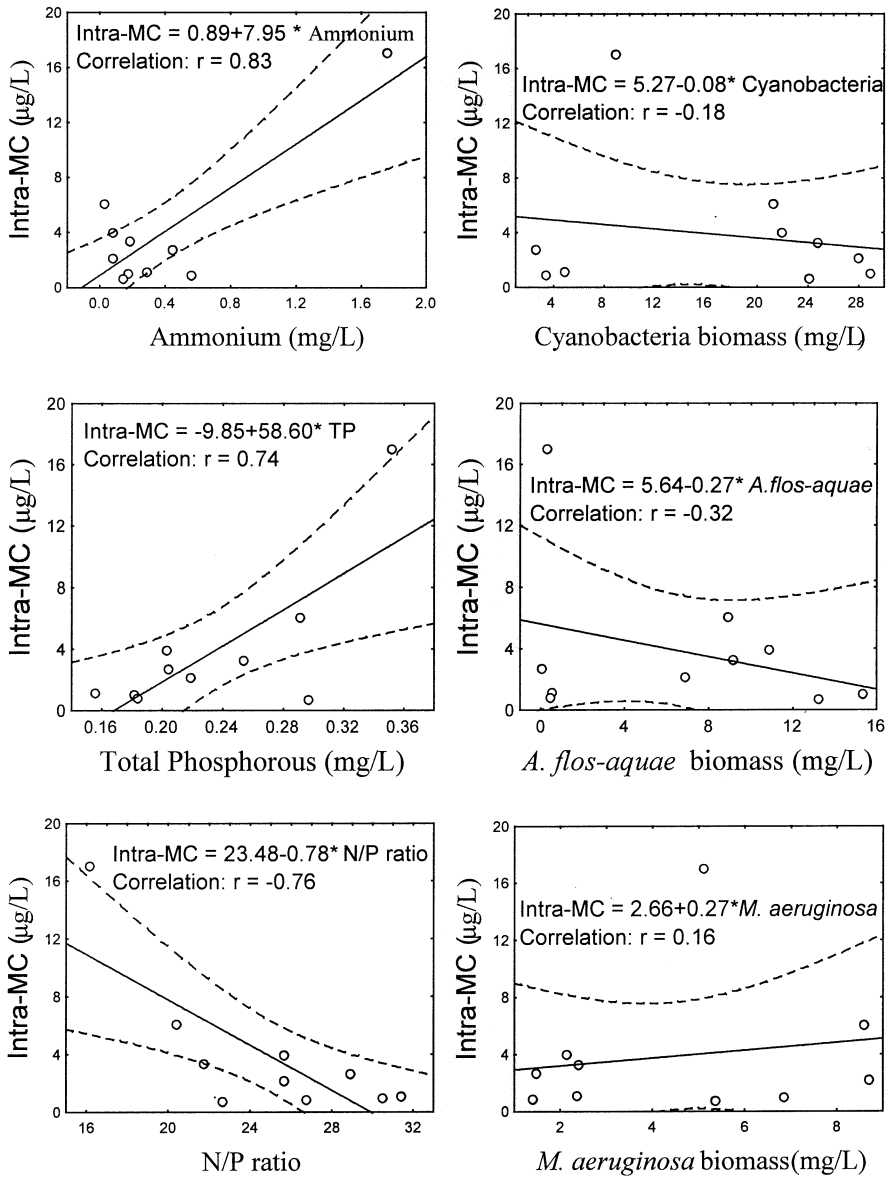 Intra-MC = 0.89+7.95 * Ammonium
Correlation: r = 0.83
Intra-MC (µg/L)
20
16
12
8
4
0
0.0 0.4 0.8 1.2 1.6 2.0
Ammonium (mg/L)
Intra-MC = 5.27-0.08* Cyanobacteria
Correlation: r = -0.18
Intra-MC (µg/L)
20
16
12
8
4
0
4 8 12 16 20 24 28
Cyanobacteria biomass (mg/L)
Intra-MC = -9.85+58.60* TP
Correlation: r = 0.74
Intra-MC (µg/L)
20
16
12
8
4
0
0.16 0.20 0.24 0.28 0.32 0.36
Total Phosphorous (mg/L)
Intra-MC = 5.64-0.27* A.flos-aquae
Correlation: r = -0.32
Intra-MC (µg/L)
20
16
12
8
4
0
0 4 8 12 16
A. flos-aquae biomass (mg/L)
Intra-MC = 23.48-0.78* N/P ratio
Correlation: r = -0.76
Intra-MC (µg/L)
20
16
12
8
4
0
16 20 24 28 32
N/P ratio
Intra-MC = 2.66+0.27*M. aeruginosa
Correlation: r = 0.16
Intra-MC (µg/L)
20
16
12
8
4
0
2 4 6 8
M. aeruginosa biomass(mg/L)